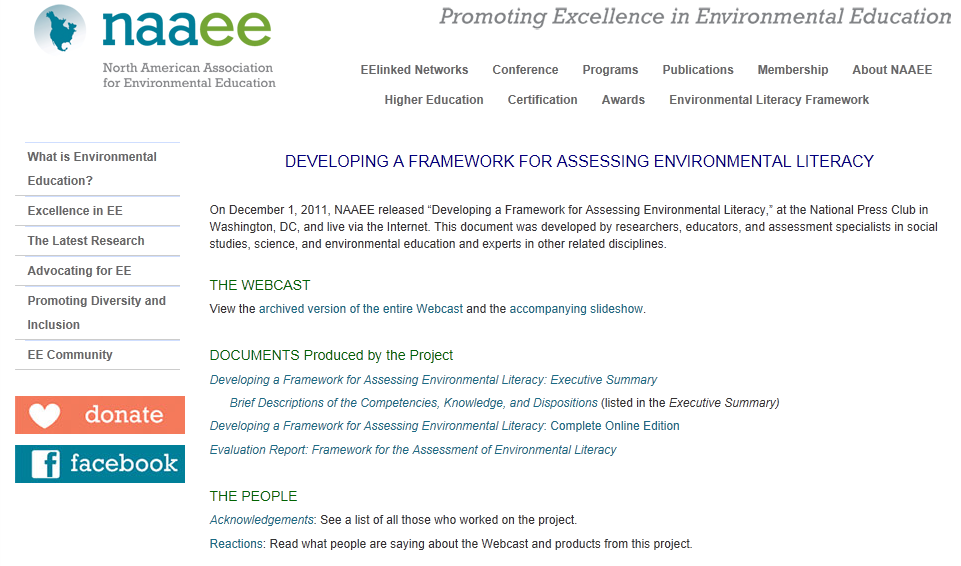 naaee
North American Association
for Environmental Education
Promoting Excellence in Environmental Education
EElinked Networks Conference Programs Publications Membership About NAAEE
Higher Education Certification Awards Environmental Literacy Framework
What is Environmental
Education?
Excellence in EE
The Latest Research
Advocating for EE
Promoting Diversity and
Inclusion
EE Community
donate
facebook
DEVELOPING A FRAMEWORK FOR ASSESSING ENVIRONMENTAL LITERACY
On December 1, 2011, NAAEE released “Developing a Framework for Assessing Environmental Literacy,” at the National Press Club in
Washington, DC, and live via the Internet. This document was developed by researchers, educators, and assessment specialists in social
studies, science, and environmental education and experts in other related disciplines.
THE WEBCAST
View the archived version of the entire Webcast and the accompanying slideshow.
DOCUMENTS Produced by the Project
Developing a Framework for Assessing Environmental Literacy: Executive Summary
Brief Descriptions of the Competencies, Knowledge, and Dispositions (listed in the Executive Summary)
Developing a Framework for Assessing Environmental Literacy: Complete Online Edition
Evaluation Report: Framework for the Assessment of Environmental Literacy
THE PEOPLE
Acknowledgements: See a list of all those who worked on the project.
Reactions: Read what people are saying about the Webcast and products from this project.